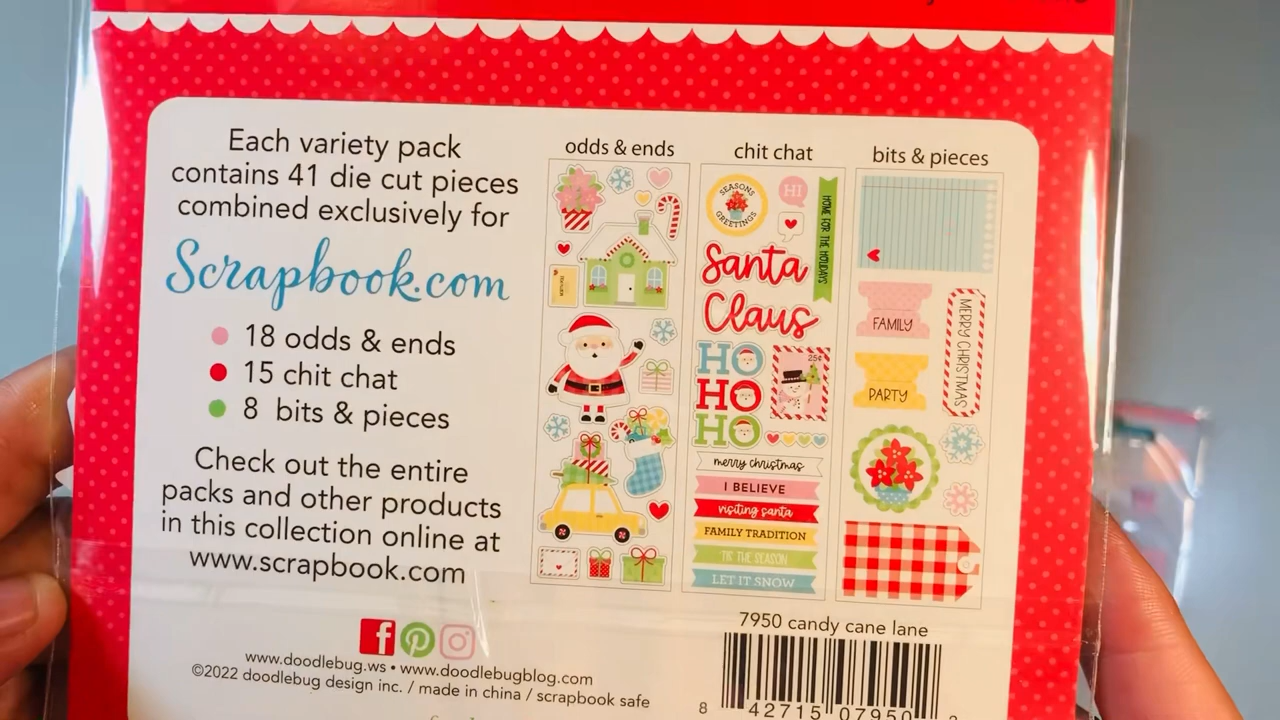 Each variety pack
contains 41 die cut pieces
combined exclusively for
Scrapbook.com
18 odds & ends
15 chit chat
8 bits & pieces
Check out the entire
packs and other products
in this collection online at
www.scrapbook.com
www.doodlebug.ws • www.doodlebugblog.com
©2022 doodlebug design inc. / made in china / scrapbook safe
odds & ends
chit chat
SEASONS
GREETINGS
HI
HOME FOR THE HOLIDAYS
Santa
Claus
HO
HO
HO
25¢
merry christmas
I BELIEVE
visiting santa
FAMILY TRADITION
'TIS THE SEASON
LET IT SNOW
bits & pieces
FAMILY
MERRY CHRISTMAS
PARTY
7950 candy cane lane
8 42715 07950